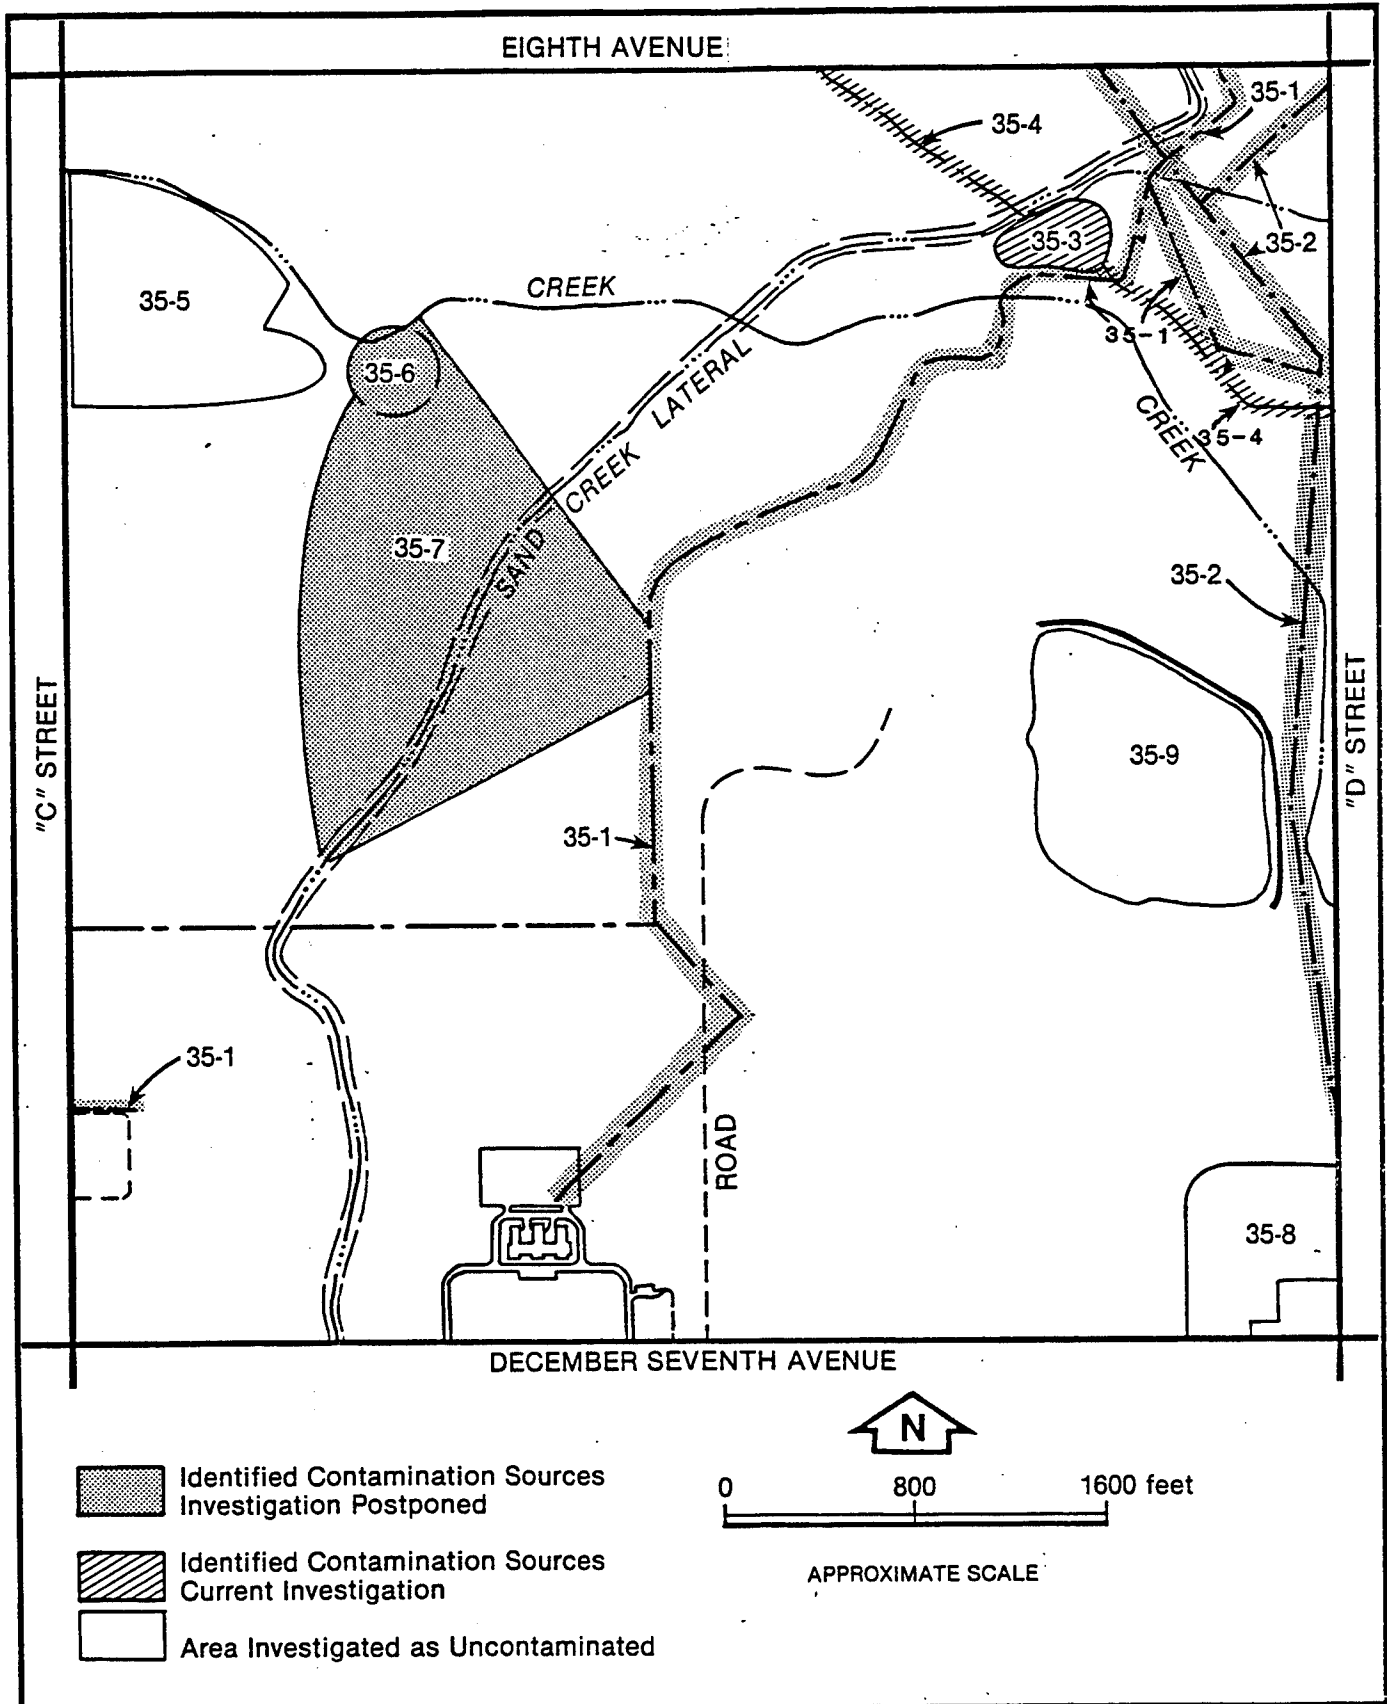 EIGHTH AVENUE
35-1
35-4
35-3
35-2
35-5
CREEK
35-1
35-6
LATERAL
CREEK
35-4
CREEK
SAND
35-7
35-2
"C" STREET
"D" STREET
35-9
35-1
35-1
ROAD
35-8
DECEMBER SEVENTH AVENUE
N
Identified Contamination Sources
Investigation Postponed
0 800 1600 feet
Identified Contamination Sources
Current Investigation
APPROXIMATE SCALE
Area Investigated as Uncontaminated